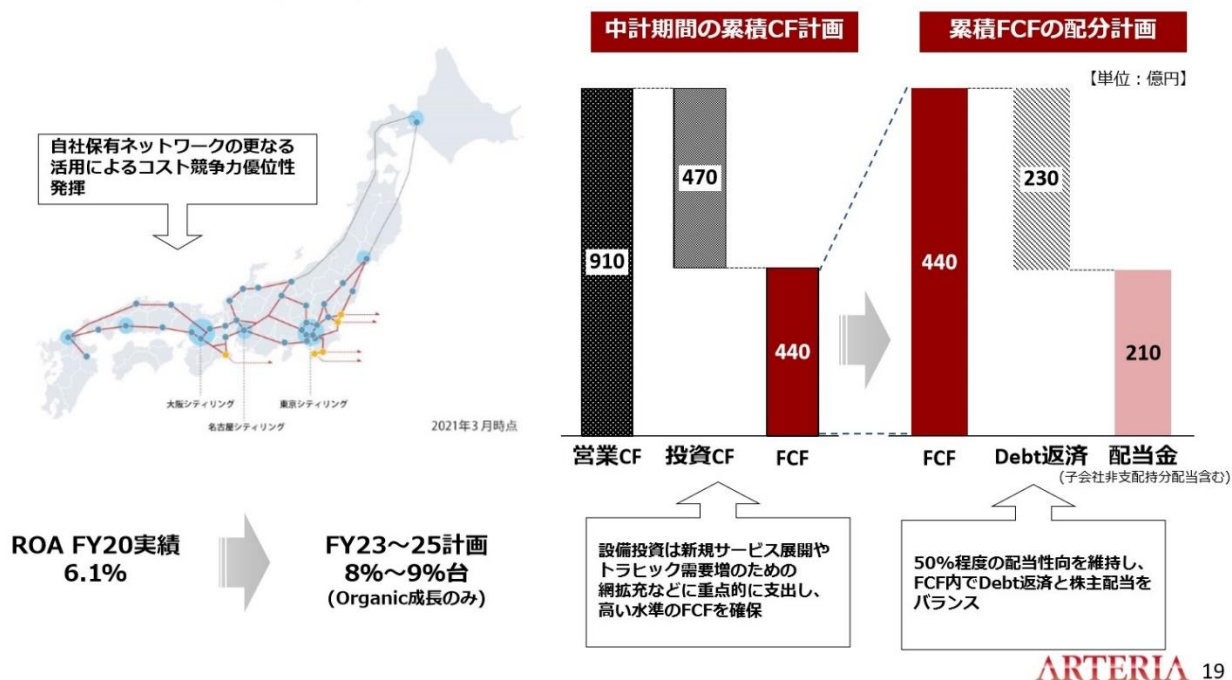 自社保有ネットワークの更なる
活用によるコスト競争力優位性
発揮
大阪シティリング
東京シティリング
名古屋シティリング
2021年3月時点
ROA FY20実績
6.1%
FY23～25計画
8%～9%台
(Organic成長のみ)
中計期間の累積CF計画
910
470
440
営業CF
投資CF
FCF
設備投資は新規サービス展開や
トラヒック需要増のための
網拡充などに重点的に支出し、
高い水準のFCFを確保
累積FCFの配分計画
【単位：億円】
440
230
210
FCF
Debt返済
配当金
(子会社非支配持分配当含む)
50%程度の配当性向を維持し、
FCF内でDebt返済と株主配当を
バランス
ARTERIA 19